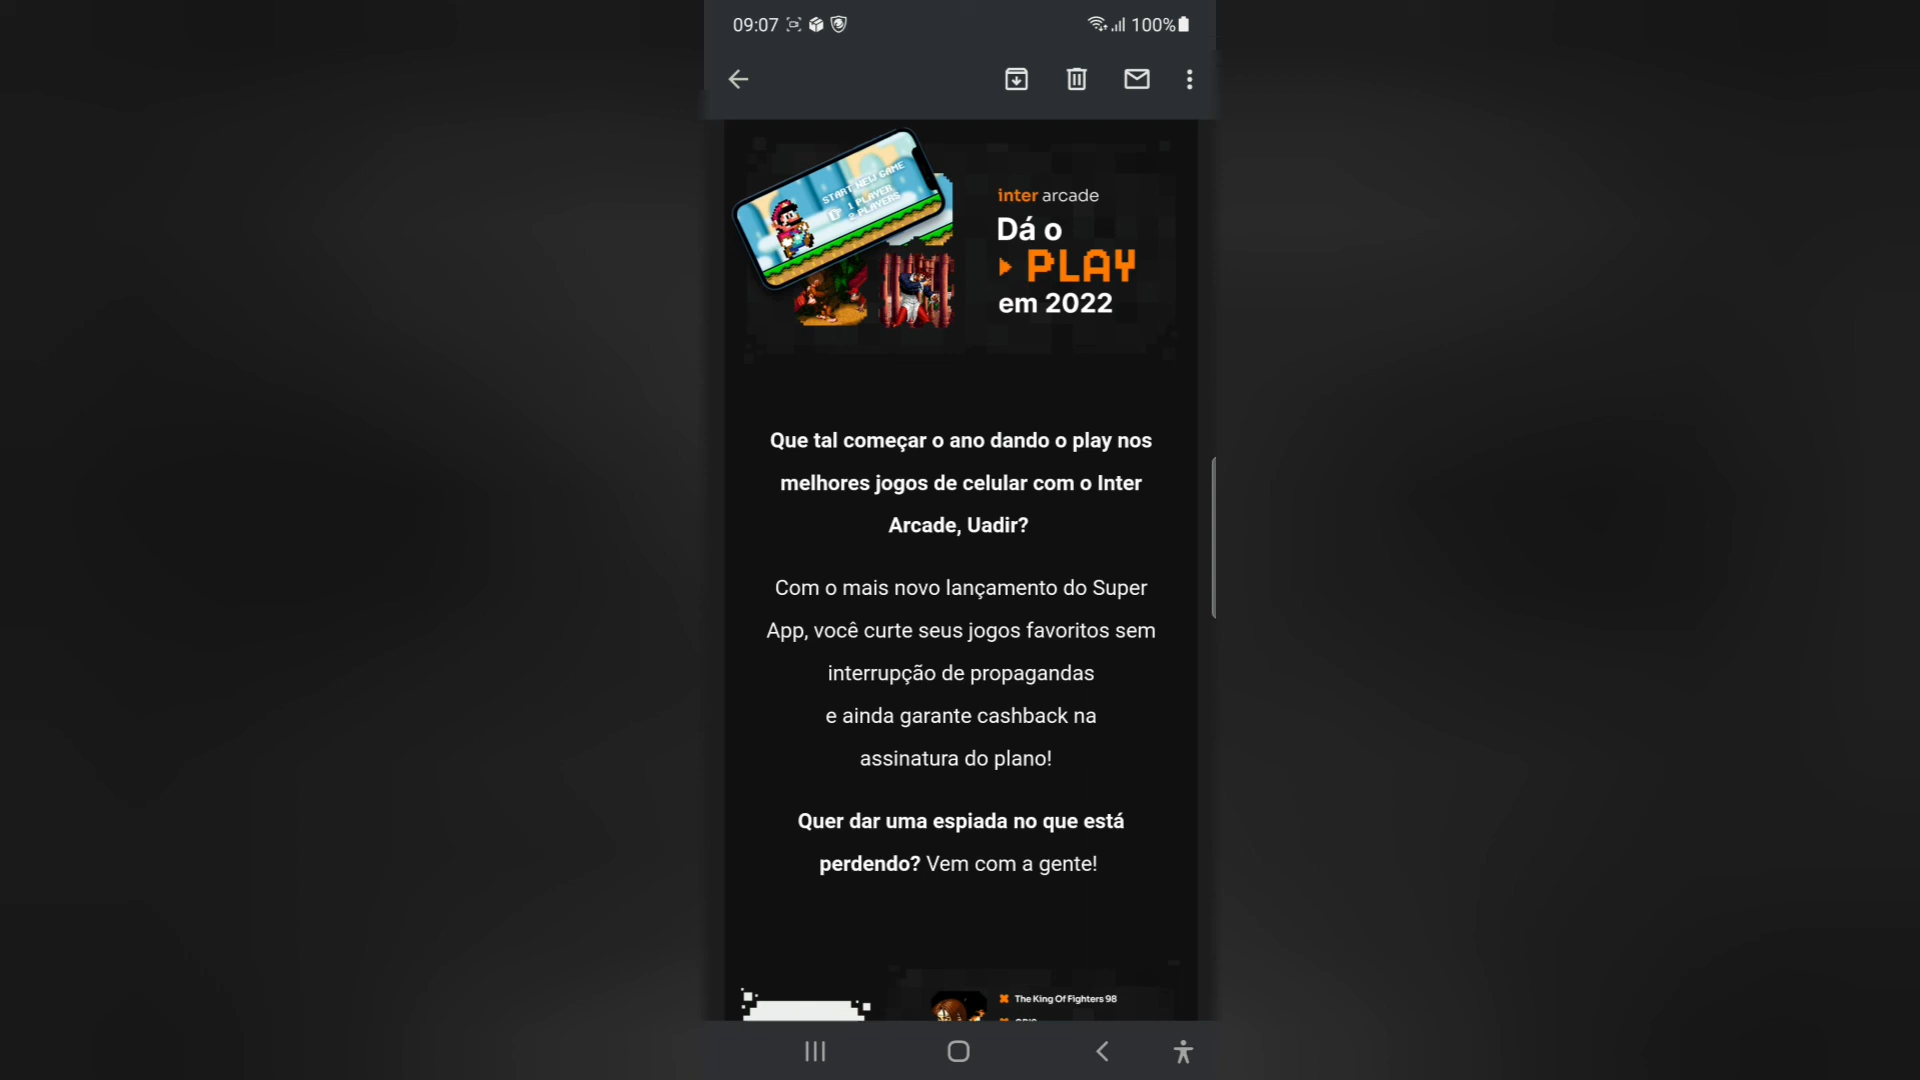 09:07
100%
START NEW GAME
1 PLAYER
2 PLAYERS
inter arcade
Dá o
PLAY
em 2022
Que tal começar o ano dando o play nos
melhores jogos de celular com o Inter
Arcade, Uadir?
Com o mais novo lançamento do Super
App, você curte seus jogos favoritos sem
interrupção de propagandas
e ainda garante cashback na
assinatura do plano!
Quer dar uma espiada no que está
perdendo? Vem com a gente!
The King Of Fighters 98